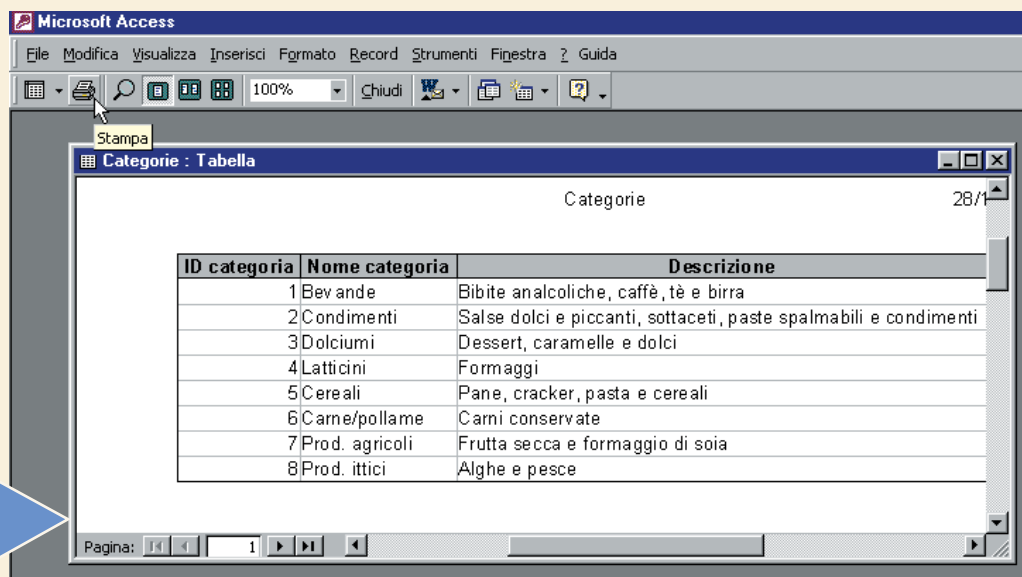 Microsoft Access
File Modifica Visualizza Inserisci Formato Record Strumenti Finestra ? Guida
100% Chiudi
Stampa
Categorie : Tabella
Categorie 28/1
ID categoria Nome categoria Descrizione
1 Bevande Bibite analcoliche, caffè, tè e birra
2 Condimenti Salse dolci e piccanti, sottaceti, paste spalmabili e condimenti
3 Dolciumi Dessert, caramelle e dolci
4 Latticini Formaggi
5 Cereali Pane, cracker, pasta e cereali
6 Carne/pollame Carni conservate
7 Prod. agricoli Frutta secca e formaggio di soia
8 Prod. ittici Alghe e pesce
Pagina: 1